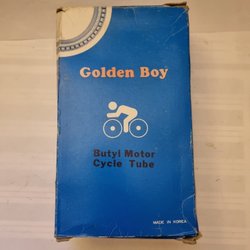 Golden Boy
Butyl Motor
Cycle Tube
MADE IN KOREA